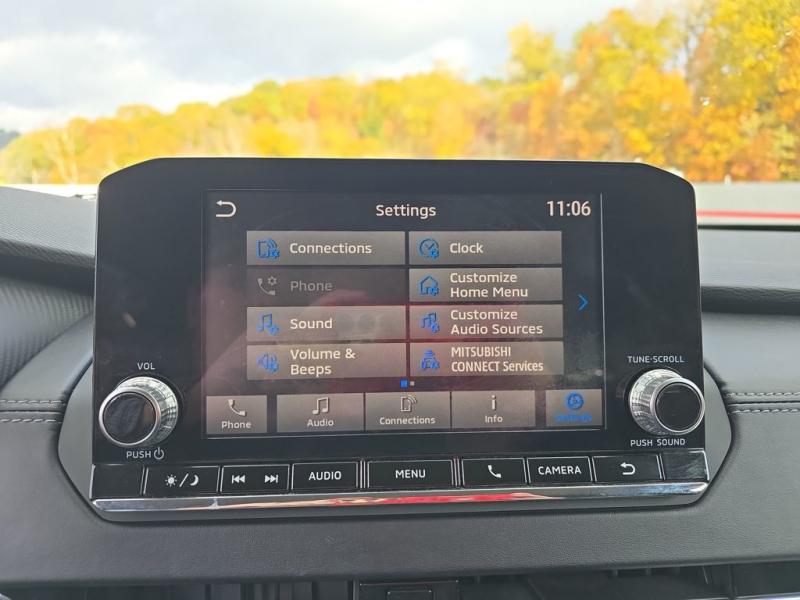 Settings
11:06
Connections
Clock
Phone
Customize
Home Menu
Sound
Customize
Audio Sources
Volume &
Beeps
MITSUBISHI
CONNECT Services
VOL
TUNE·SCROLL
Phone
Audio
Connections
Info
Settings
PUSH
PUSH SOUND
AUDIO
MENU
CAMERA